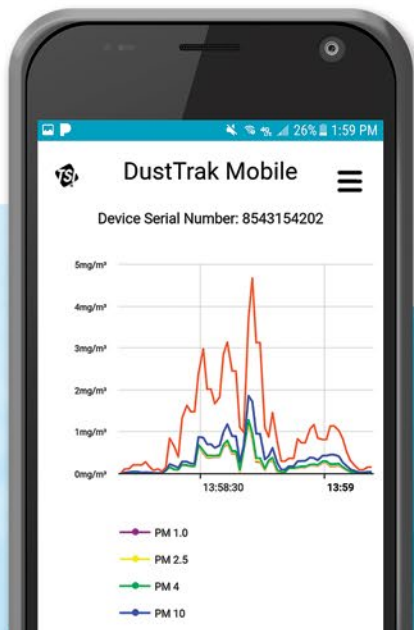 26% 1:59 PM
TSI
DustTrak Mobile
Device Serial Number: 8543154202
5mg/m³
4mg/m³
3mg/m³
2mg/m³
1mg/m³
0mg/m³
13:58:30 13:59
PM 1.0
PM 2.5
PM 4
PM 10